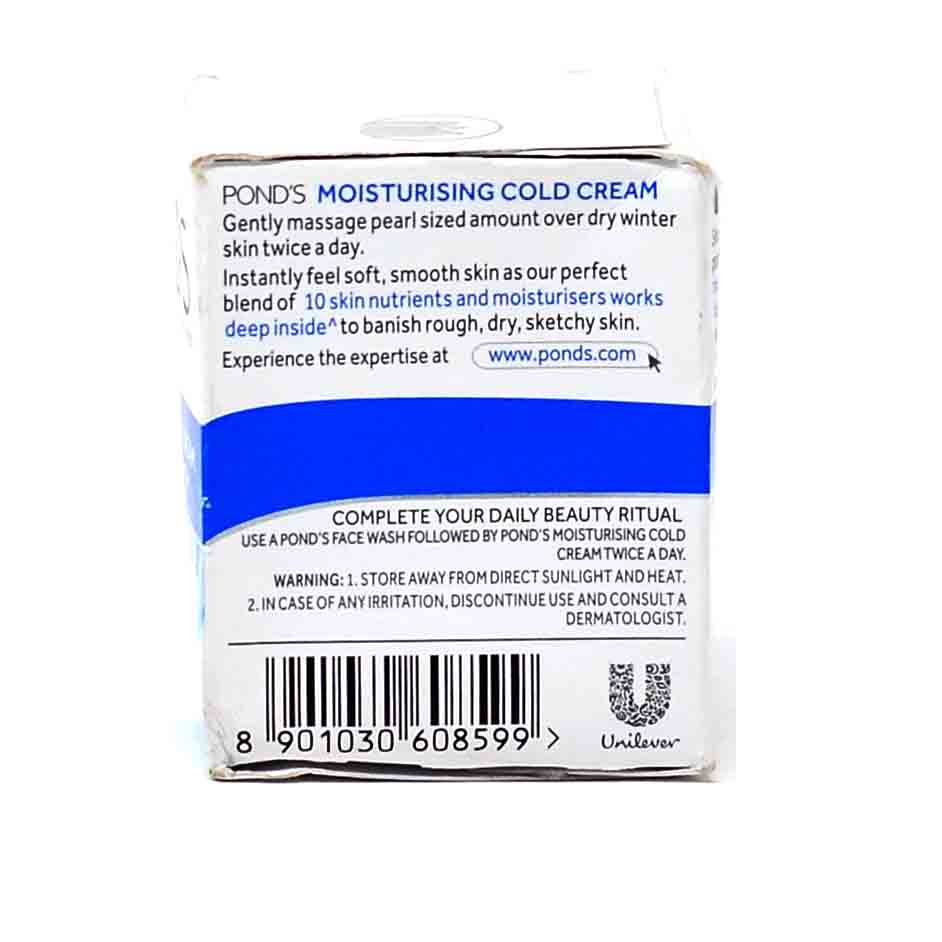 POND'S MOISTURISING COLD CREAM
Gently massage pearl sized amount over dry winter
skin twice a day.
Instantly feel soft, smooth skin as our perfect
blend of 10 skin nutrients and moisturisers works
deep inside^ to banish rough, dry, sketchy skin.
Experience the expertise at www.ponds.com
COMPLETE YOUR DAILY BEAUTY RITUAL
USE A POND'S FACE WASH FOLLOWED BY POND'S MOISTURISING COLD
CREAM TWICE A DAY.
WARNING: 1. STORE AWAY FROM DIRECT SUNLIGHT AND HEAT.
2. IN CASE OF ANY IRRITATION, DISCONTINUE USE AND CONSULT A
DERMATOLOGIST.
8 901030 608599 >
Unilever